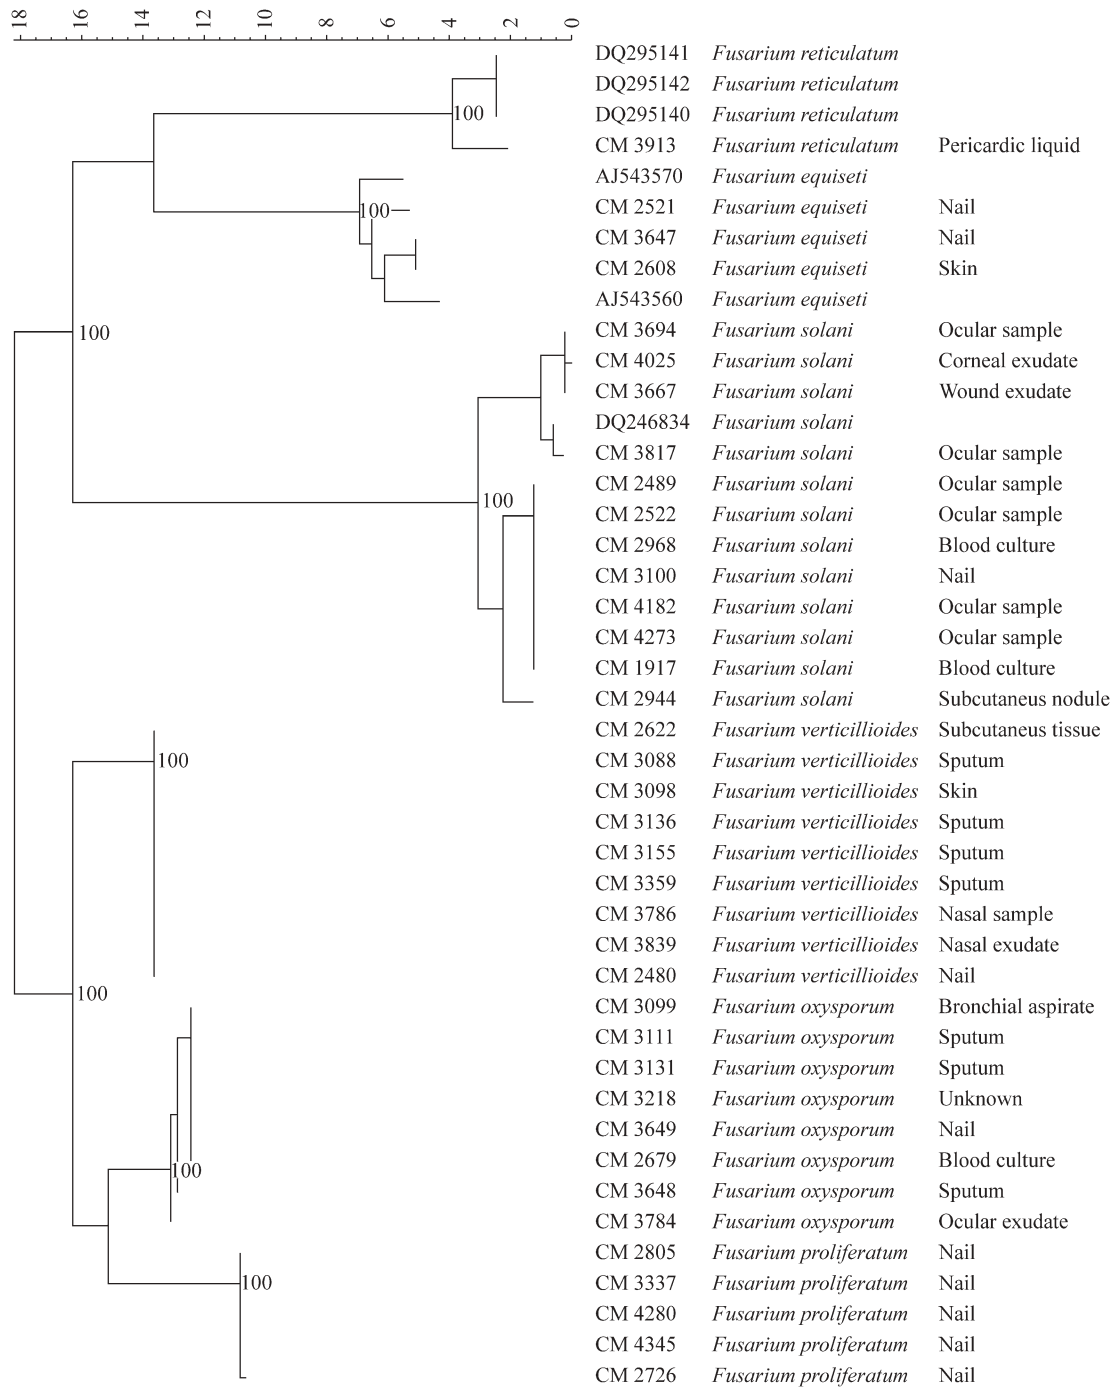 18 16 14 12 10 8 6 4 2 0
DQ295141 Fusarium reticulatum
DQ295142 Fusarium reticulatum
100 DQ295140 Fusarium reticulatum
CM 3913 Fusarium reticulatum Pericardic liquid
AJ543570 Fusarium equiseti
100 CM 2521 Fusarium equiseti Nail
CM 3647 Fusarium equiseti Nail
CM 2608 Fusarium equiseti Skin
AJ543560 Fusarium equiseti
100 CM 3694 Fusarium solani Ocular sample
CM 4025 Fusarium solani Corneal exudate
CM 3667 Fusarium solani Wound exudate
DQ246834 Fusarium solani
CM 3817 Fusarium solani Ocular sample
CM 2489 Fusarium solani Ocular sample
100 CM 2522 Fusarium solani Ocular sample
CM 2968 Fusarium solani Blood culture
CM 3100 Fusarium solani Nail
CM 4182 Fusarium solani Ocular sample
CM 4273 Fusarium solani Ocular sample
CM 1917 Fusarium solani Blood culture
CM 2944 Fusarium solani Subcutaneus nodule
CM 2622 Fusarium verticillioides Subcutaneus tissue
100 CM 3088 Fusarium verticillioides Sputum
CM 3098 Fusarium verticillioides Skin
CM 3136 Fusarium verticillioides Sputum
CM 3155 Fusarium verticillioides Sputum
CM 3359 Fusarium verticillioides Sputum
CM 3786 Fusarium verticillioides Nasal sample
CM 3839 Fusarium verticillioides Nasal exudate
CM 2480 Fusarium verticillioides Nail
100 CM 3099 Fusarium oxysporum Bronchial aspirate
CM 3111 Fusarium oxysporum Sputum
CM 3131 Fusarium oxysporum Sputum
CM 3218 Fusarium oxysporum Unknown
CM 3649 Fusarium oxysporum Nail
100 CM 2679 Fusarium oxysporum Blood culture
CM 3648 Fusarium oxysporum Sputum
CM 3784 Fusarium oxysporum Ocular exudate
CM 2805 Fusarium proliferatum Nail
100 CM 3337 Fusarium proliferatum Nail
CM 4280 Fusarium proliferatum Nail
CM 4345 Fusarium proliferatum Nail
CM 2726 Fusarium proliferatum Nail